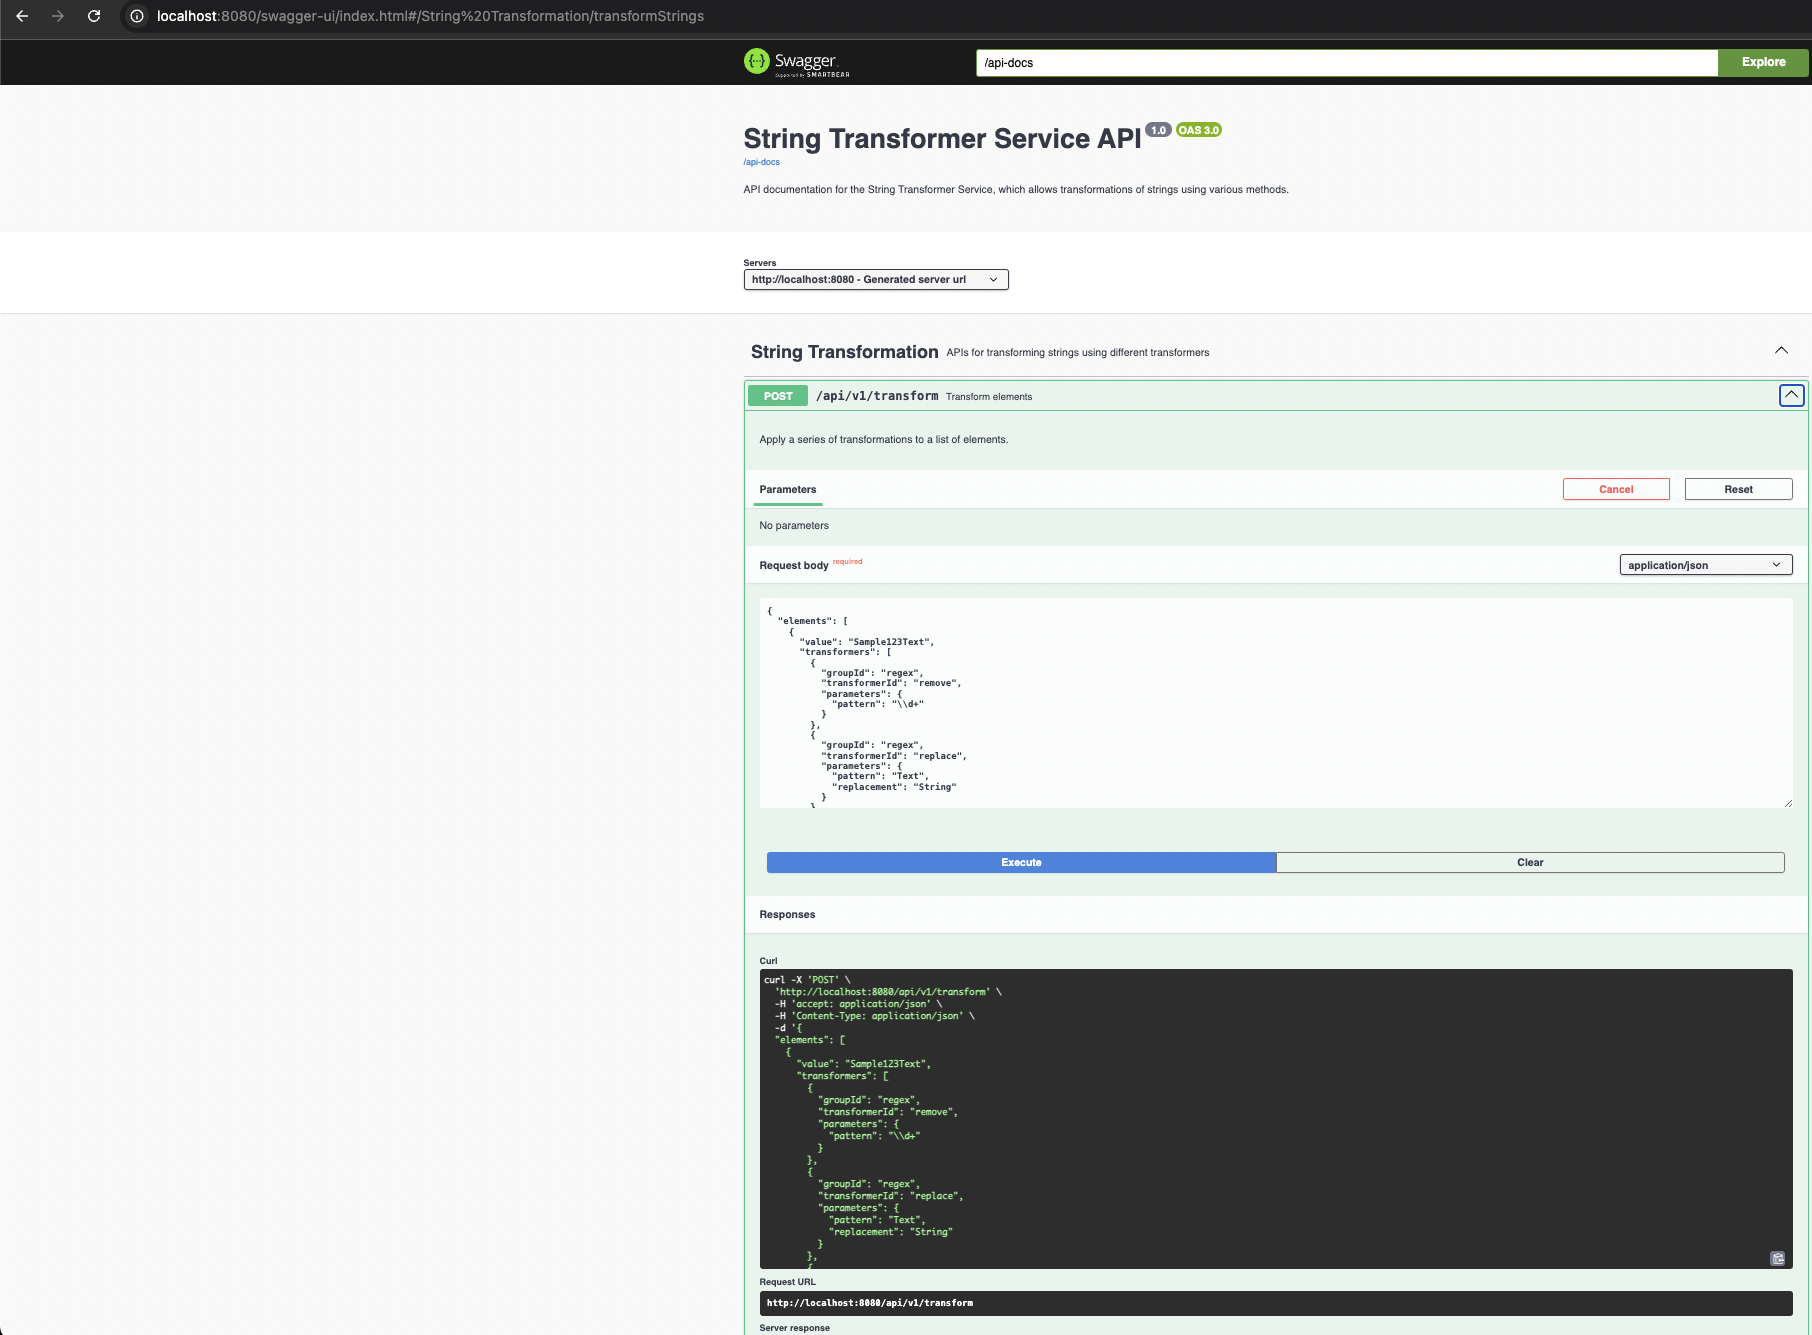 localhost:8080/swagger-ui/index.html#/String%20Transformation/transformStrings
Swagger
Supported by SMARTBEAR
/api-docs
Explore
String Transformer Service API 1.0 OAS 3.0
/api-docs
API documentation for the String Transformer Service, which allows transformations of strings using various methods.
Servers
http://localhost:8080 - Generated server url
String Transformation APIs for transforming strings using different transformers
POST /api/v1/transform Transform elements
Apply a series of transformations to a list of elements.
Parameters
Cancel
Reset
No parameters
Request body required
application/json
{
  "elements": [
    {
      "value": "Sample123Text",
      "transformers": [
        {
          "groupId": "regex",
          "transformerId": "remove",
          "parameters": {
            "pattern": "\\d+"
          }
        },
        {
          "groupId": "regex",
          "transformerId": "replace",
          "parameters": {
            "pattern": "Text",
            "replacement": "String"
          }
        }
Execute
Clear
Responses
Curl
curl -X 'POST' \
  'http://localhost:8080/api/v1/transform' \
  -H 'accept: application/json' \
  -H 'Content-Type: application/json' \
  -d '{
  "elements": [
    {
      "value": "Sample123Text",
      "transformers": [
        {
          "groupId": "regex",
          "transformerId": "remove",
          "parameters": {
            "pattern": "\\d+"
          }
        },
        {
          "groupId": "regex",
          "transformerId": "replace",
          "parameters": {
            "pattern": "Text",
            "replacement": "String"
          }
        },
        {
Request URL
http://localhost:8080/api/v1/transform
Server response